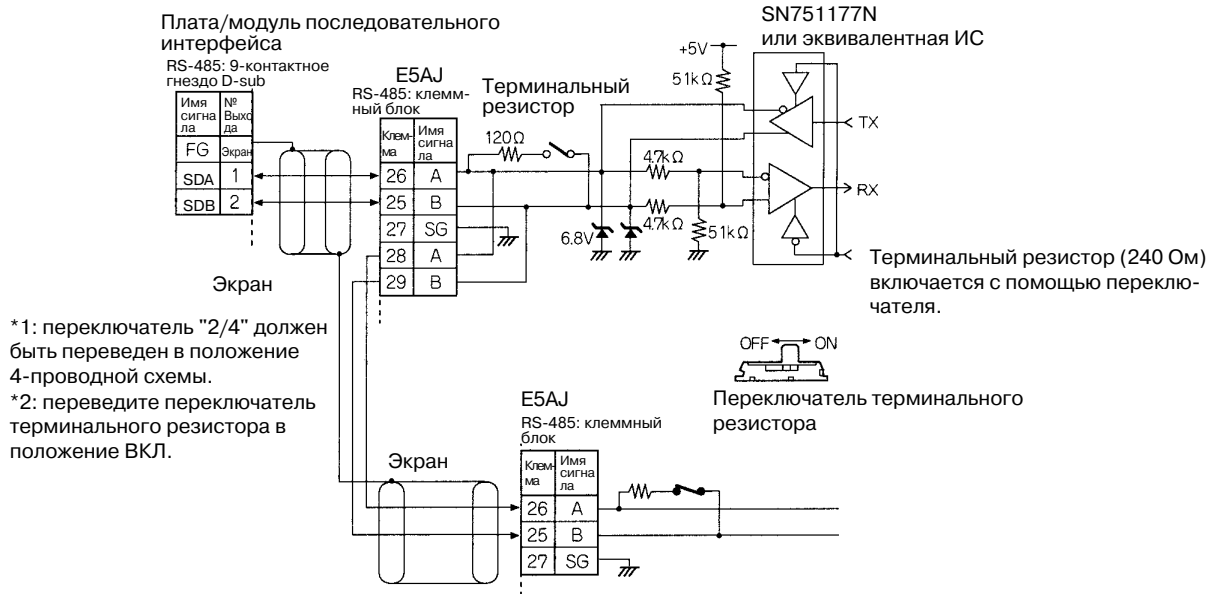 Плата/модуль последовательного
интерфейса
RS-485: 9-контактное
гнездо D-sub
Имя
сигна
ла
№
Выхо
да
FG
Экран
SDA
1
SDB
2
Экран
E5AJ
RS-485: клемм-
ный блок
Клем-
ма
Имя
сигна
ла
26
A
25
B
27
SG
28
A
29
B
Терминальный
резистор
120Ω
SN751177N
или эквивалентная ИС
+5V
51kΩ
4.7kΩ
4.7kΩ
51kΩ
6.8V
TX
RX
Терминальный резистор (240 Ом)
включается с помощью переклю-
чателя.
OFF
ON
Переключатель терминального
резистора
*1: переключатель "2/4" должен
быть переведен в положение
4-проводной схемы.
*2: переведите переключатель
терминального резистора в
положение ВКЛ.
Экран
E5AJ
RS-485: клеммный
блок
Клем-
ма
Имя
сигна
ла
26
A
25
B
27
SG